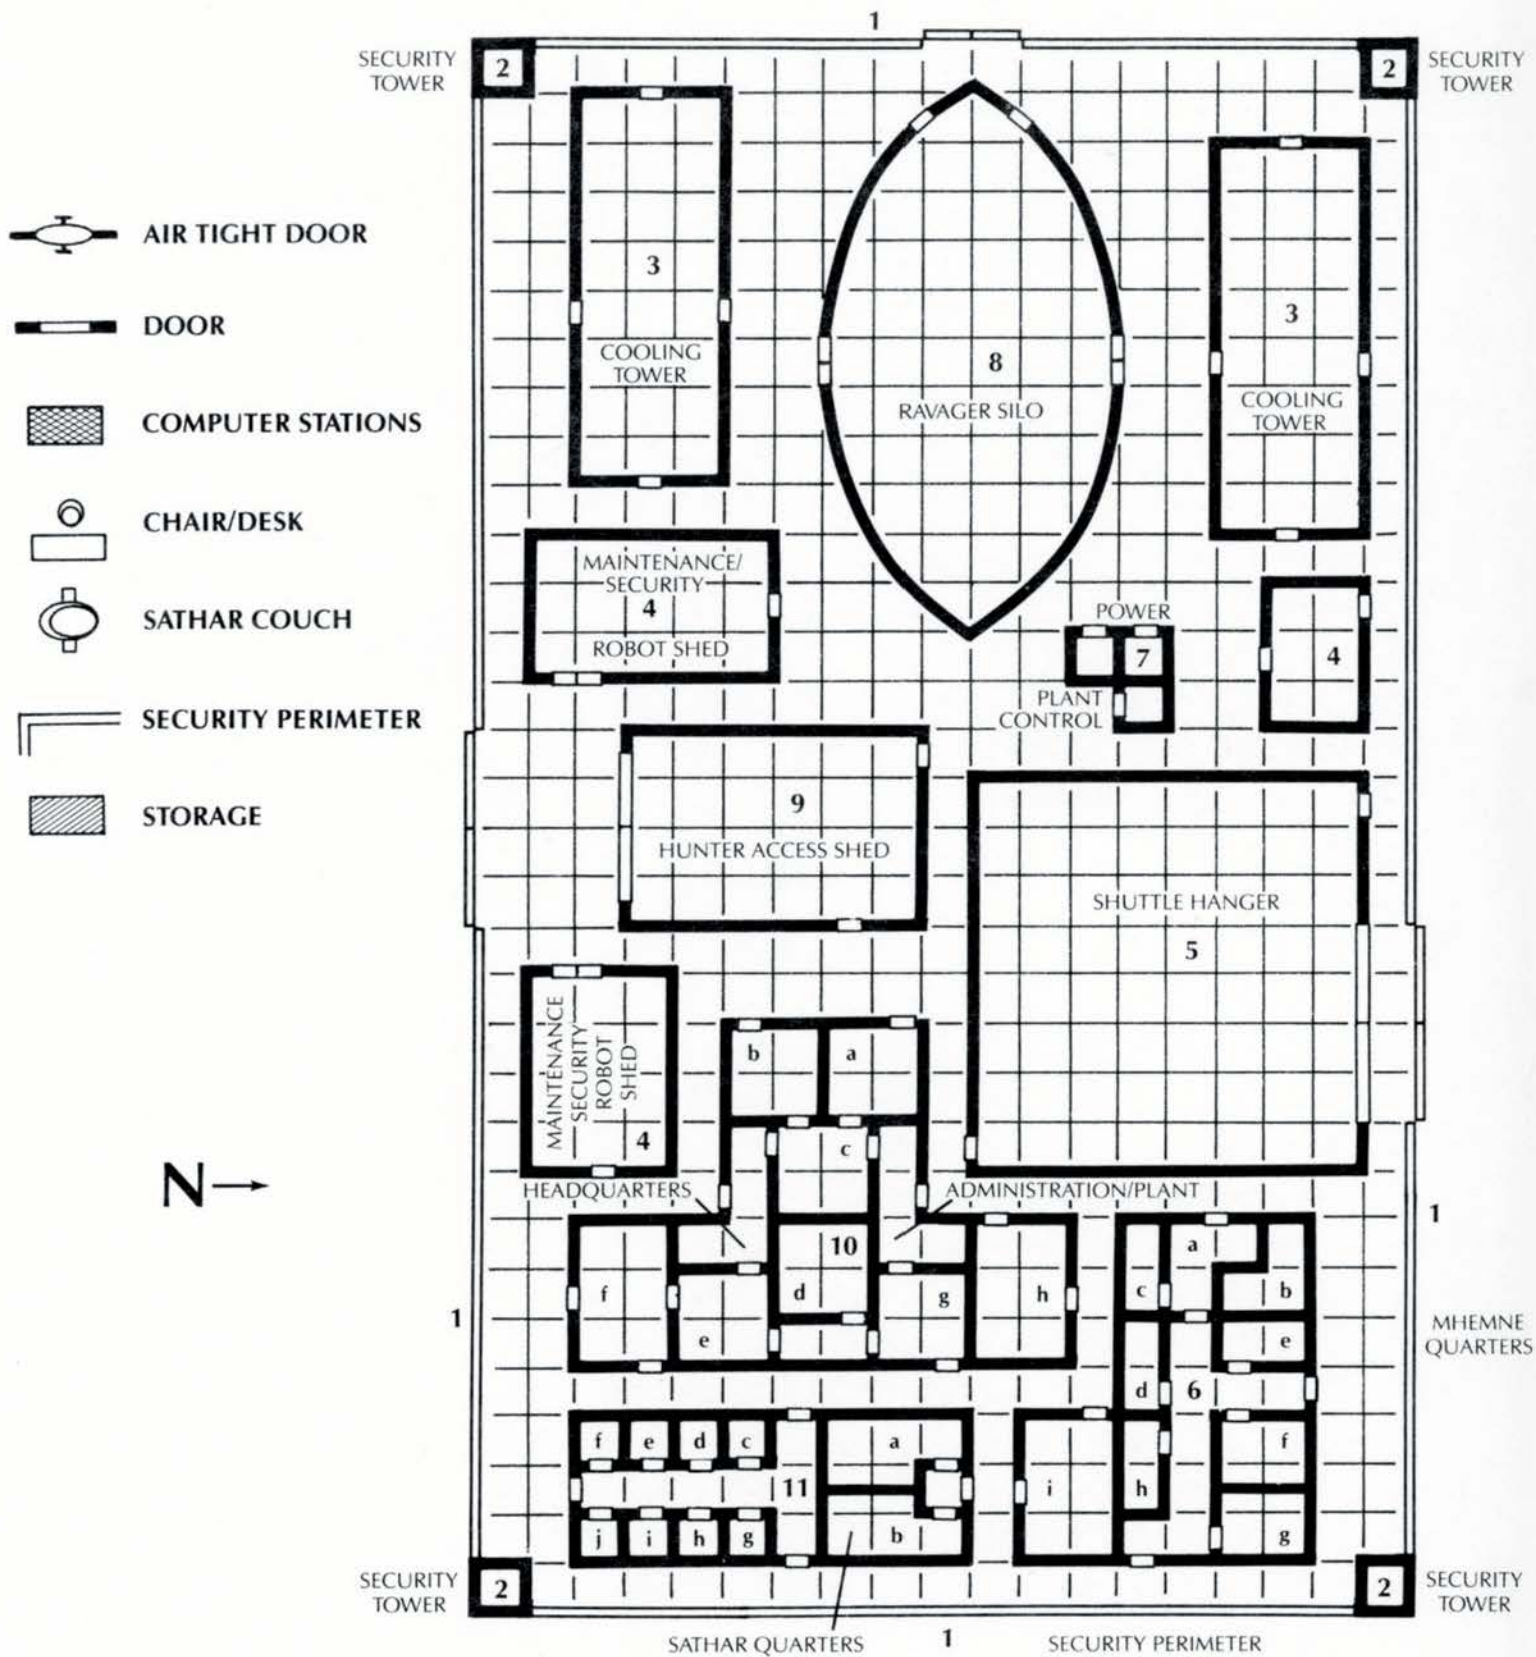 1
SECURITY
TOWER
2
2
SECURITY
TOWER
AIR TIGHT DOOR
DOOR
COMPUTER STATIONS
CHAIR/DESK
SATHAR COUCH
SECURITY PERIMETER
STORAGE
3
COOLING
TOWER
8
RAVAGER SILO
3
COOLING
TOWER
MAINTENANCE/
SECURITY
4
ROBOT SHED
POWER
7
PLANT
CONTROL
4
9
HUNTER ACCESS SHED
SHUTTLE HANGER
5
MAINTENANCE
SECURITY
ROBOT
SHED
4
b
a
c
N
HEADQUARTERS
ADMINISTRATION/PLANT
1
10
f
e
d
g
h
a
c
b
1
MHEMNE
QUARTERS
e
d
6
f
e
d
c
a
f
11
i
h
j
i
h
g
b
g
SECURITY
TOWER
2
2
SECURITY
TOWER
SATHAR QUARTERS
1
SECURITY PERIMETER